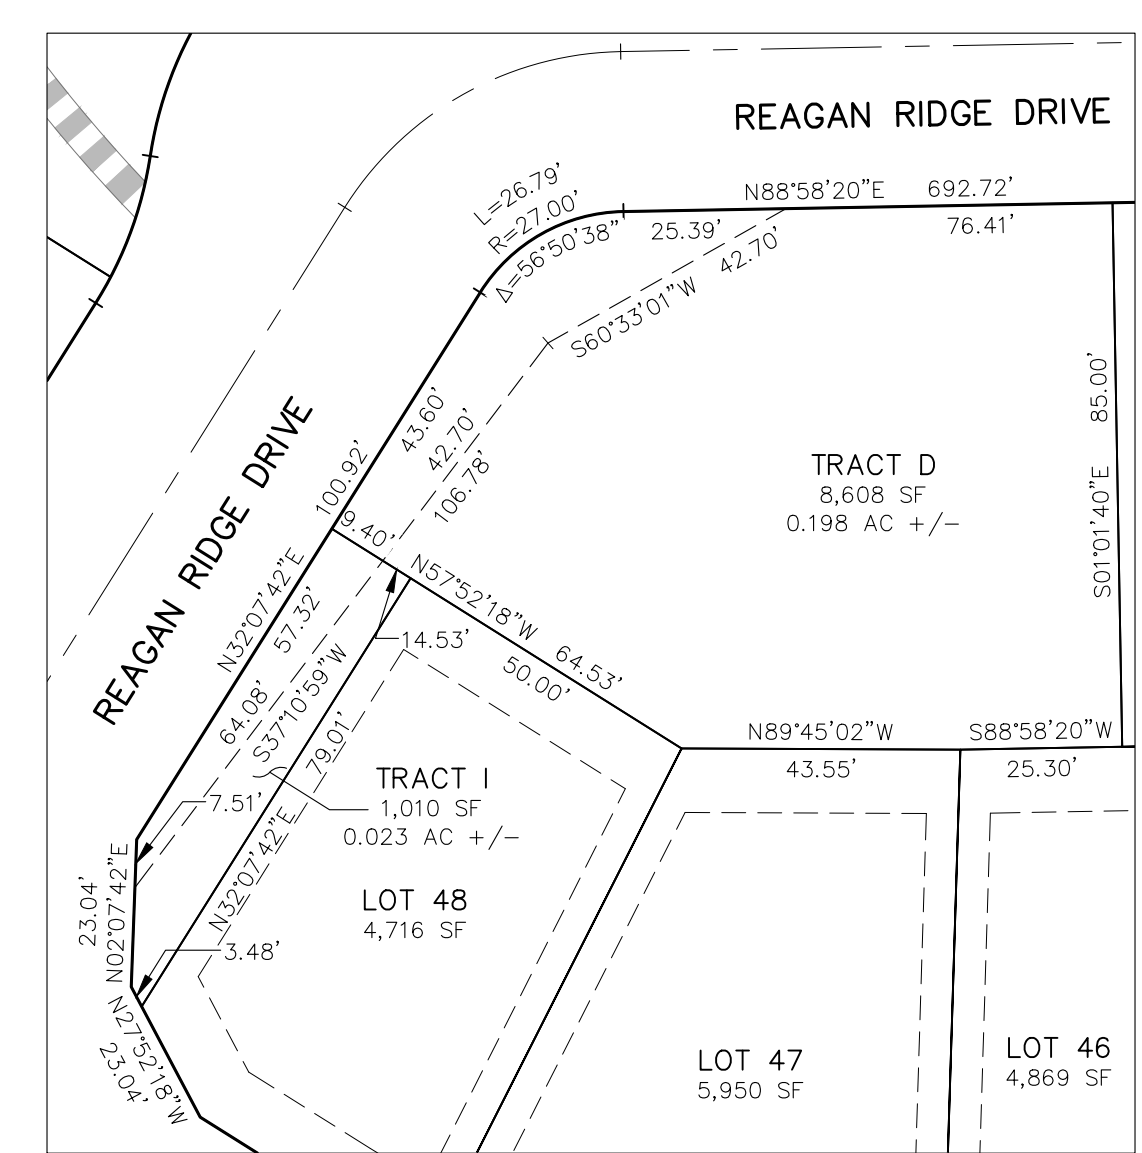 REAGAN RIDGE DRIVE
N88°58'20"E 692.72'
L=26.79'
R=27.00'
Δ=56°50'38"
25.39'
76.41'
42.70'
S60°33'01"W
S01°01'40"E 85.00'
REAGAN RIDGE DRIVE
N32°07'42"E 100.92'
43.60'
42.70'
106.78'
TRACT D
8,608 SF
0.198 AC +/–
9.40'
N57°52'18"W 64.53'
14.53'
50.00'
57.32'
64.08'
S37°10'59"W
79.01'
N32°07'42"E
N89°45'02"W
43.55'
S88°58'20"W
25.30'
7.51'
TRACT I
1,010 SF
0.023 AC +/–
LOT 48
4,716 SF
23.04'
N02°07'42"E
3.48'
N27°52'18"W
23.04'
LOT 47
5,950 SF
LOT 46
4,869 SF